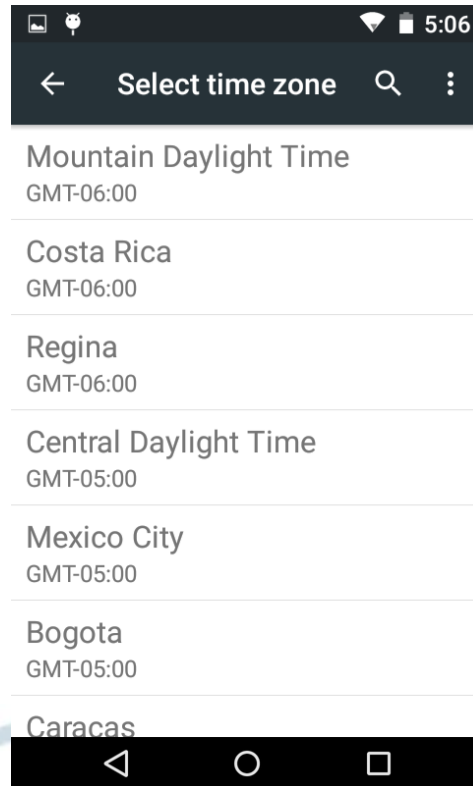 5:06
Select time zone
Mountain Daylight Time
GMT-06:00
Costa Rica
GMT-06:00
Regina
GMT-06:00
Central Daylight Time
GMT-05:00
Mexico City
GMT-05:00
Bogota
GMT-05:00
Caracas